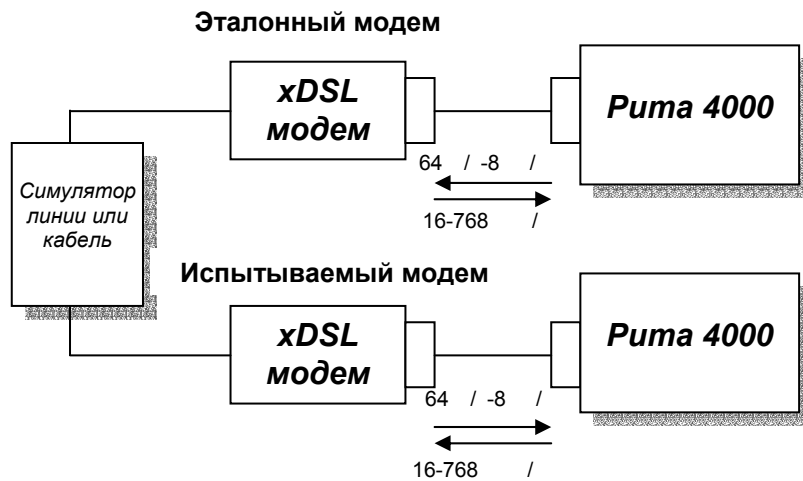 Эталонный модем
xDSL
модем
Puma 4000
64 / -8 /
16-768 /
Симулятор
линии или
кабель
Испытываемый модем
xDSL
модем
Puma 4000
64 / -8 /
16-768 /